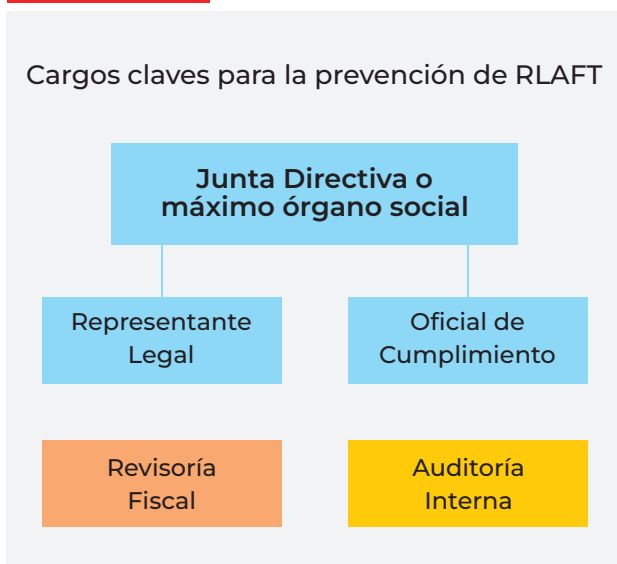 Cargos claves para la prevención de RLAFT
Junta Directiva o
máximo órgano social
Representante
Legal
Oficial de
Cumplimiento
Revisoría
Fiscal
Auditoría
Interna